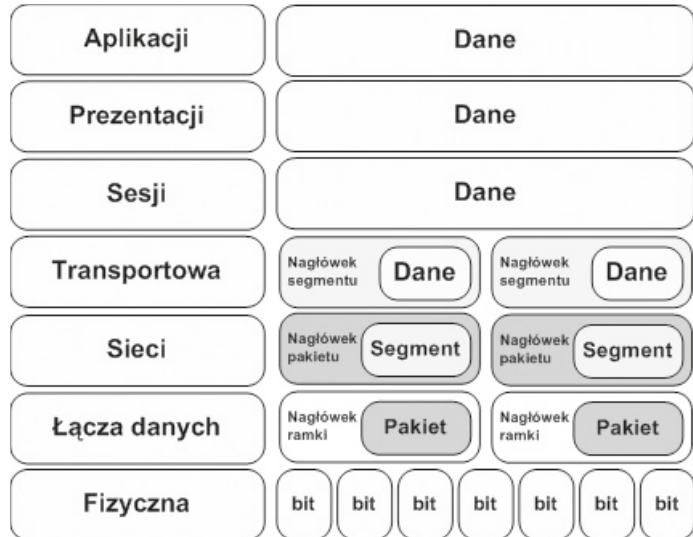 Aplikacji
Dane
Prezentacji
Dane
Sesji
Dane
Transportowa
Nagłówek
segmentu
Dane
Nagłówek
segmentu
Dane
Sieci
Nagłówek
pakietu
Segment
Nagłówek
pakietu
Segment
Łącza danych
Nagłówek
ramki
Pakiet
Nagłówek
ramki
Pakiet
Fizyczna
bit bit bit bit bit bit bit